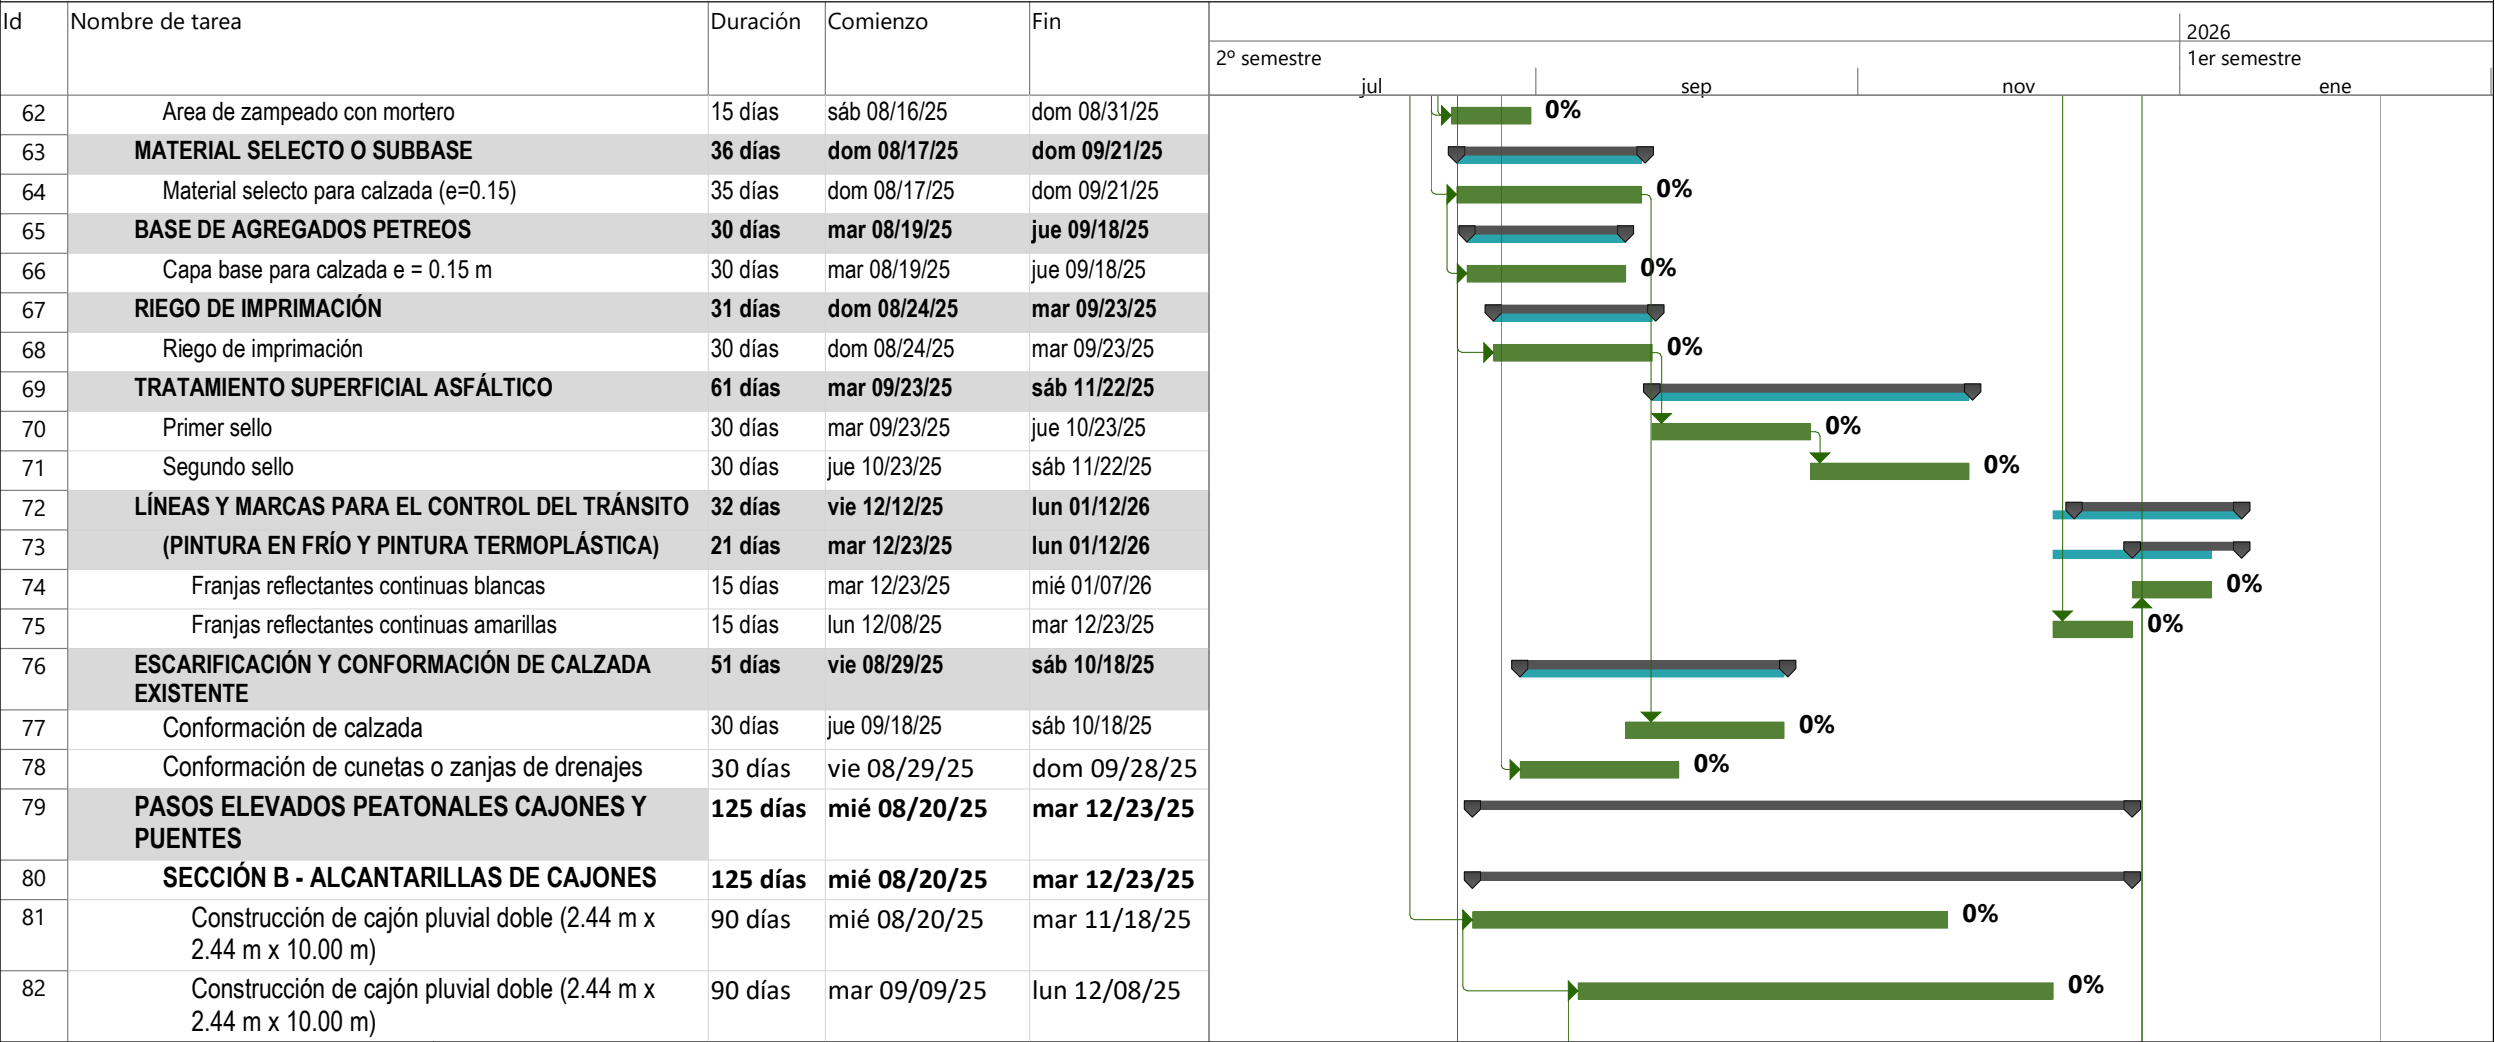 Id Nombre de tarea Duración Comienzo Fin
2026
2º semestre 1er semestre
jul sep nov ene
62 Area de zampeado con mortero 15 días sáb 08/16/25 dom 08/31/25 0%
63 MATERIAL SELECTO O SUBBASE 36 días dom 08/17/25 dom 09/21/25
64 Material selecto para calzada (e=0.15) 35 días dom 08/17/25 dom 09/21/25 0%
65 BASE DE AGREGADOS PETREOS 30 días mar 08/19/25 jue 09/18/25
66 Capa base para calzada e = 0.15 m 30 días mar 08/19/25 jue 09/18/25 0%
67 RIEGO DE IMPRIMACIÓN 31 días dom 08/24/25 mar 09/23/25
68 Riego de imprimación 30 días dom 08/24/25 mar 09/23/25 0%
69 TRATAMIENTO SUPERFICIAL ASFÁLTICO 61 días mar 09/23/25 sáb 11/22/25
70 Primer sello 30 días mar 09/23/25 jue 10/23/25 0%
71 Segundo sello 30 días jue 10/23/25 sáb 11/22/25 0%
72 LÍNEAS Y MARCAS PARA EL CONTROL DEL TRÁNSITO 32 días vie 12/12/25 lun 01/12/26
73 (PINTURA EN FRÍO Y PINTURA TERMOPLÁSTICA) 21 días mar 12/23/25 lun 01/12/26
74 Franjas reflectantes continuas blancas 15 días mar 12/23/25 mié 01/07/26 0%
75 Franjas reflectantes continuas amarillas 15 días lun 12/08/25 mar 12/23/25 0%
76 ESCARIFICACIÓN Y CONFORMACIÓN DE CALZADA 51 días vie 08/29/25 sáb 10/18/25
EXISTENTE
77 Conformación de calzada 30 días jue 09/18/25 sáb 10/18/25 0%
78 Conformación de cunetas o zanjas de drenajes 30 días vie 08/29/25 dom 09/28/25 0%
79 PASOS ELEVADOS PEATONALES CAJONES Y 125 días mié 08/20/25 mar 12/23/25
PUENTES
80 SECCIÓN B - ALCANTARILLAS DE CAJONES 125 días mié 08/20/25 mar 12/23/25
81 Construcción de cajón pluvial doble (2.44 m x 90 días mié 08/20/25 mar 11/18/25 0%
2.44 m x 10.00 m)
82 Construcción de cajón pluvial doble (2.44 m x 90 días mar 09/09/25 lun 12/08/25 0%
2.44 m x 10.00 m)